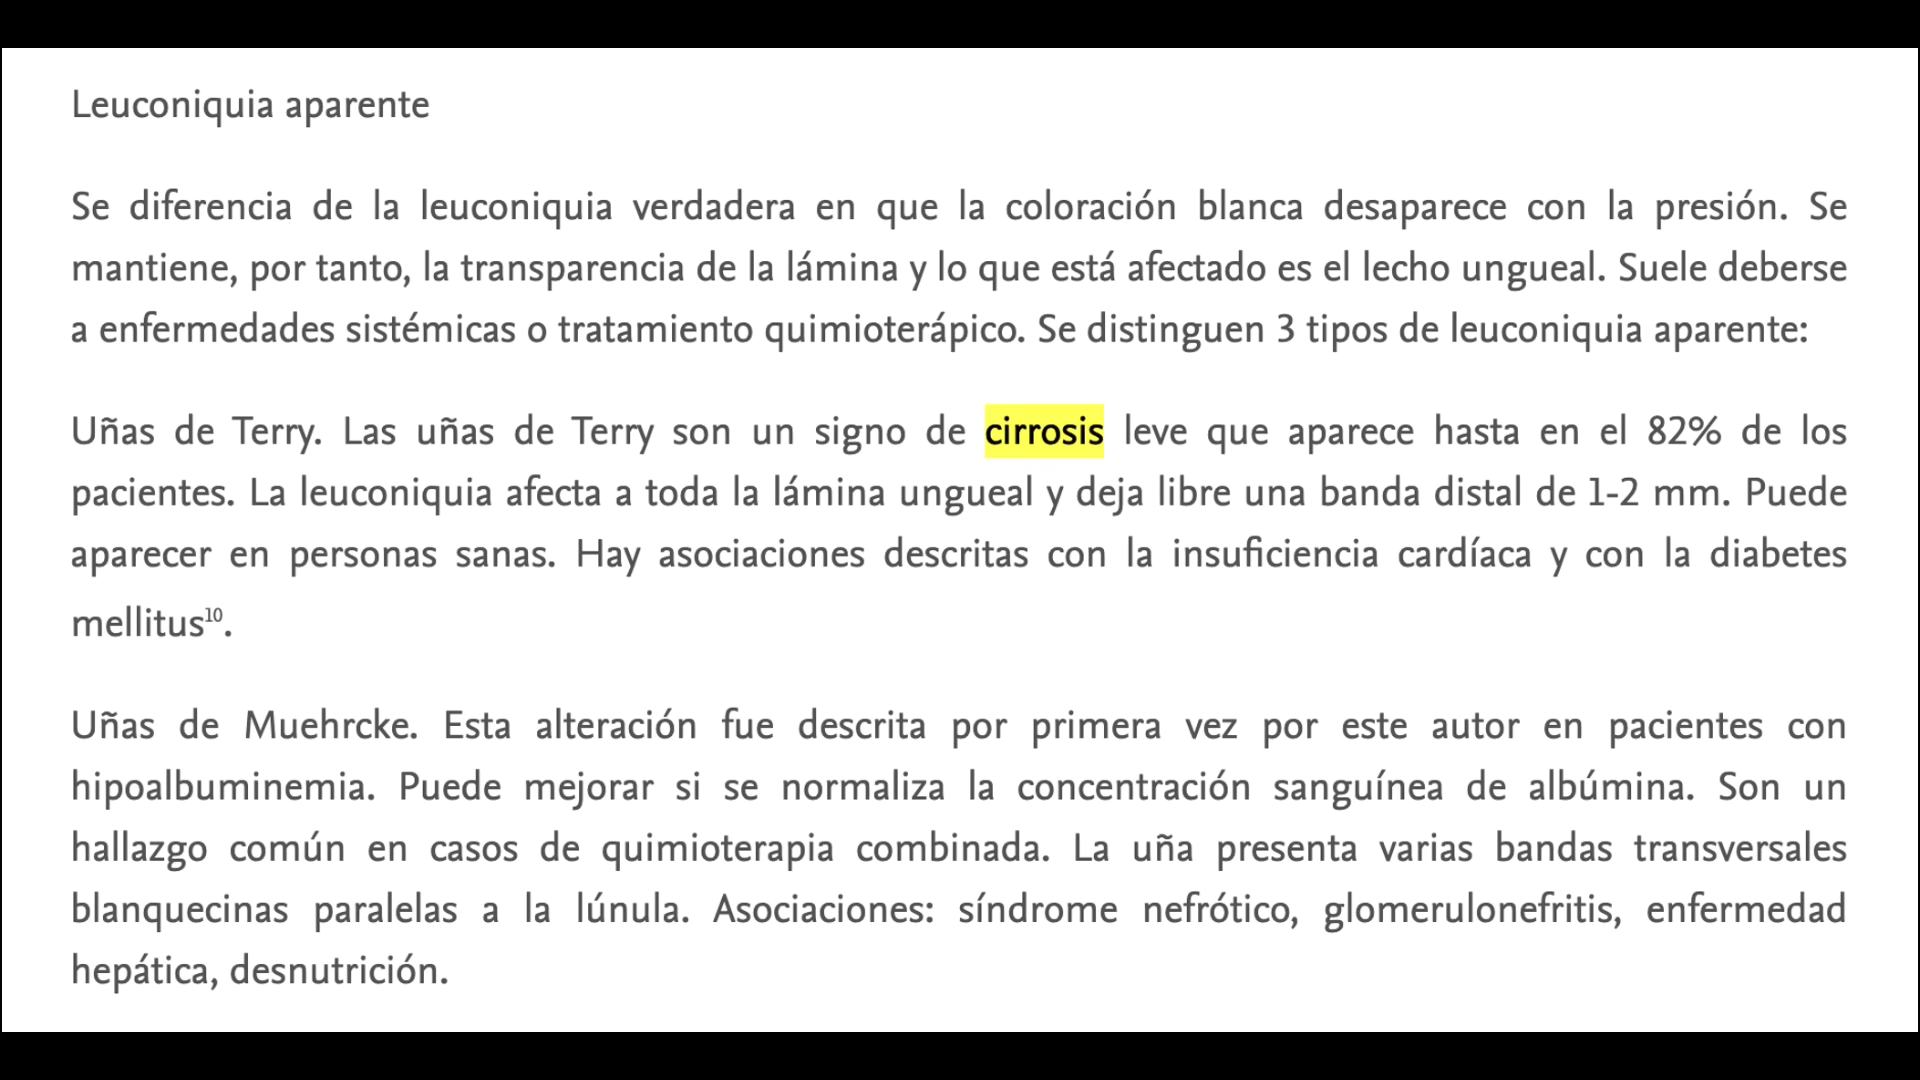 Leuconiquia aparente
Se diferencia de la leuconiquia verdadera en que la coloración blanca desaparece con la presión. Se
mantiene, por tanto, la transparencia de la lámina y lo que está afectado es el lecho ungueal. Suele deberse
a enfermedades sistémicas o tratamiento quimioterápico. Se distinguen 3 tipos de leuconiquia aparente:
Uñas de Terry. Las uñas de Terry son un signo de cirrosis leve que aparece hasta en el 82% de los
pacientes. La leuconiquia afecta a toda la lámina ungueal y deja libre una banda distal de 1-2 mm. Puede
aparecer en personas sanas. Hay asociaciones descritas con la insuficiencia cardíaca y con la diabetes
mellitus¹⁰.
Uñas de Muehrcke. Esta alteración fue descrita por primera vez por este autor en pacientes con
hipoalbuminemia. Puede mejorar si se normaliza la concentración sanguínea de albúmina. Son un
hallazgo común en casos de quimioterapia combinada. La uña presenta varias bandas transversales
blanquecinas paralelas a la lúnula. Asociaciones: síndrome nefrótico, glomerulonefritis, enfermedad
hepática, desnutrición.